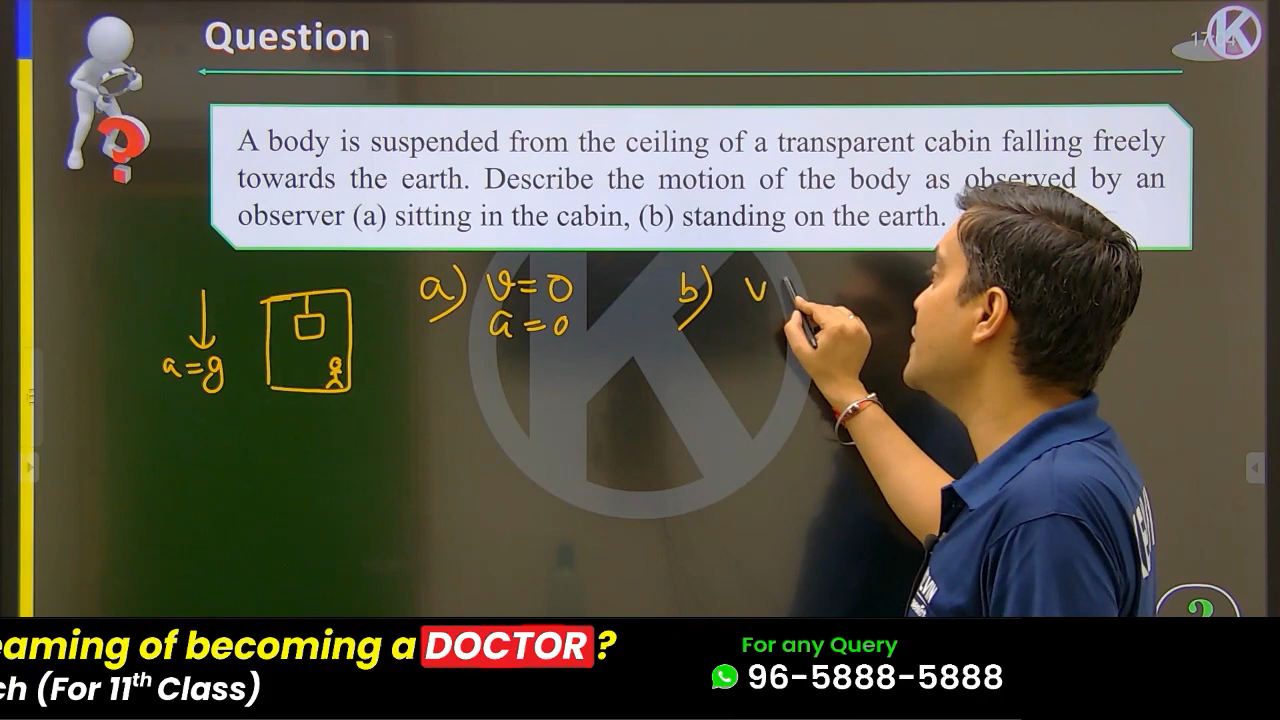 Question
17:04
K
A body is suspended from the ceiling of a transparent cabin falling freely
towards the earth. Describe the motion of the body as observed by an
observer (a) sitting in the cabin, (b) standing on the earth.
a) v=0
a=0
b) v
a=g
eaming of becoming a DOCTOR ?
ch (For 11th Class)
For any Query
96-5888-5888